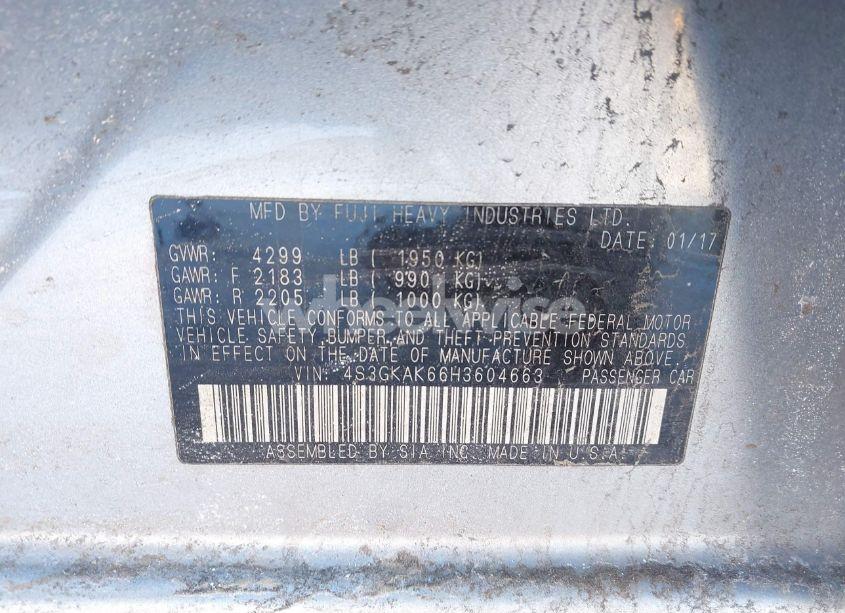 MFD BY FUJI HEAVY INDUSTRIES LTD.
DATE: 01/17
GVWR: 4299 LB ( 1950 KG)
GAWR: F 2183 LB ( 990 KG)
GAWR: R 2205 LB ( 1000 KG)
THIS VEHICLE CONFORMS TO ALL APPLICABLE FEDERAL MOTOR
VEHICLE SAFETY, BUMPER, AND THEFT-PREVENTION STANDARDS
IN EFFECT ON THE DATE OF MANUFACTURE SHOWN ABOVE.
VIN: 4S3GKAK66H3604663 PASSENGER CAR
ASSEMBLED BY SIA INC. MADE IN U.S.A.